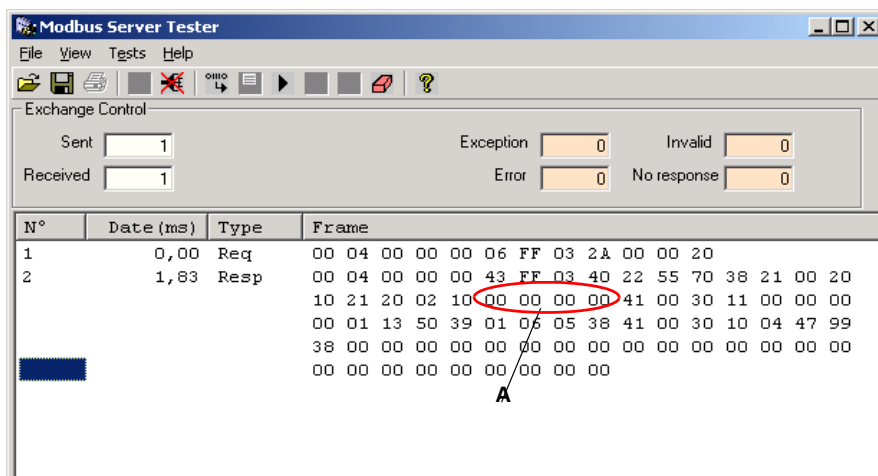 Modbus Server Tester
File View Tests Help
Exchange Control
Sent 1 Exception 0 Invalid 0
Received 1 Error 0 No response 0
N° Date (ms) Type Frame
1 0,00 Req 00 04 00 00 00 06 FF 03 2A 00 00 20
2 1,83 Resp 00 04 00 00 00 43 FF 03 40 22 55 70 38 21 00 20
10 21 20 02 10 00 00 00 00 41 00 30 11 00 00 00
00 01 13 50 39 01 06 05 38 41 00 30 10 04 47 99
38 00 00 00 00 00 00 00 00 00 00 00 00 00 00 00
00 00 00 00 00 00 00 00 00
A